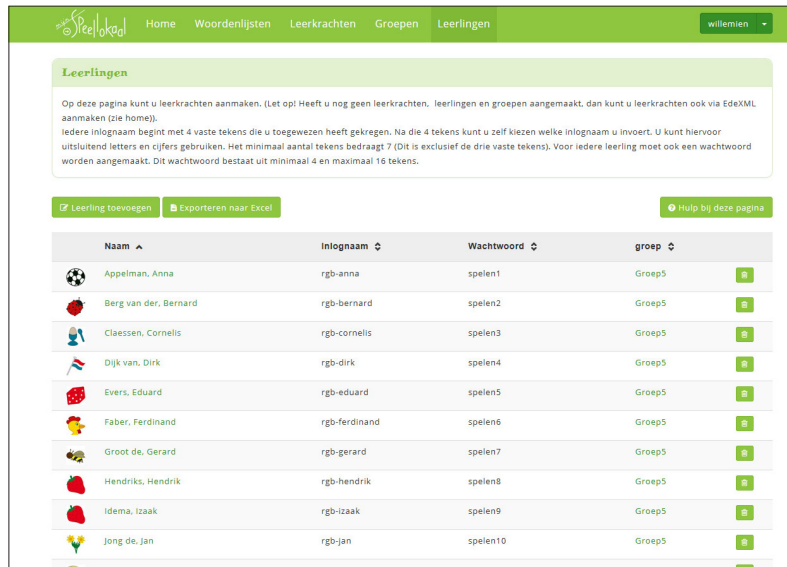 mijn Speellokaal Home Woordenlijsten Leerkrachten Groepen Leerlingen willemien
Leerlingen
Op deze pagina kunt u leerkrachten aanmaken. (Let op! Heeft u nog geen leerkrachten, leerlingen en groepen aangemaakt, dan kunt u leerkrachten ook via EdeXML
aanmaken (zie home)).
Iedere inlognaam begint met 4 vaste tekens die u toegewezen heeft gekregen. Na die 4 tekens kunt u zelf kiezen welke inlognaam u invoert. U kunt hiervoor
uitsluitend letters en cijfers gebruiken. Het minimaal aantal tekens bedraagt 7 (Dit is exclusief de drie vaste tekens). Voor iedere leerling moet ook een wachtwoord
worden aangemaakt. Dit wachtwoord bestaat uit minimaal 4 en maximaal 16 tekens.
Leerling toevoegen Exporteren naar Excel Hulp bij deze pagina
Naam Inlognaam Wachtwoord groep
Appelman, Anna rgb-anna spelen1 Groep5
Berg van der, Bernard rgb-bernard spelen2 Groep5
Claessen, Cornelis rgb-cornelis spelen3 Groep5
Dijk van, Dirk rgb-dirk spelen4 Groep5
Evers, Eduard rgb-eduard spelen5 Groep5
Faber, Ferdinand rgb-ferdinand spelen6 Groep5
Groot de, Gerard rgb-gerard spelen7 Groep5
Hendriks, Hendrik rgb-hendrik spelen8 Groep5
Idema, Izaak rgb-izaak spelen9 Groep5
Jong de, Jan rgb-jan spelen10 Groep5